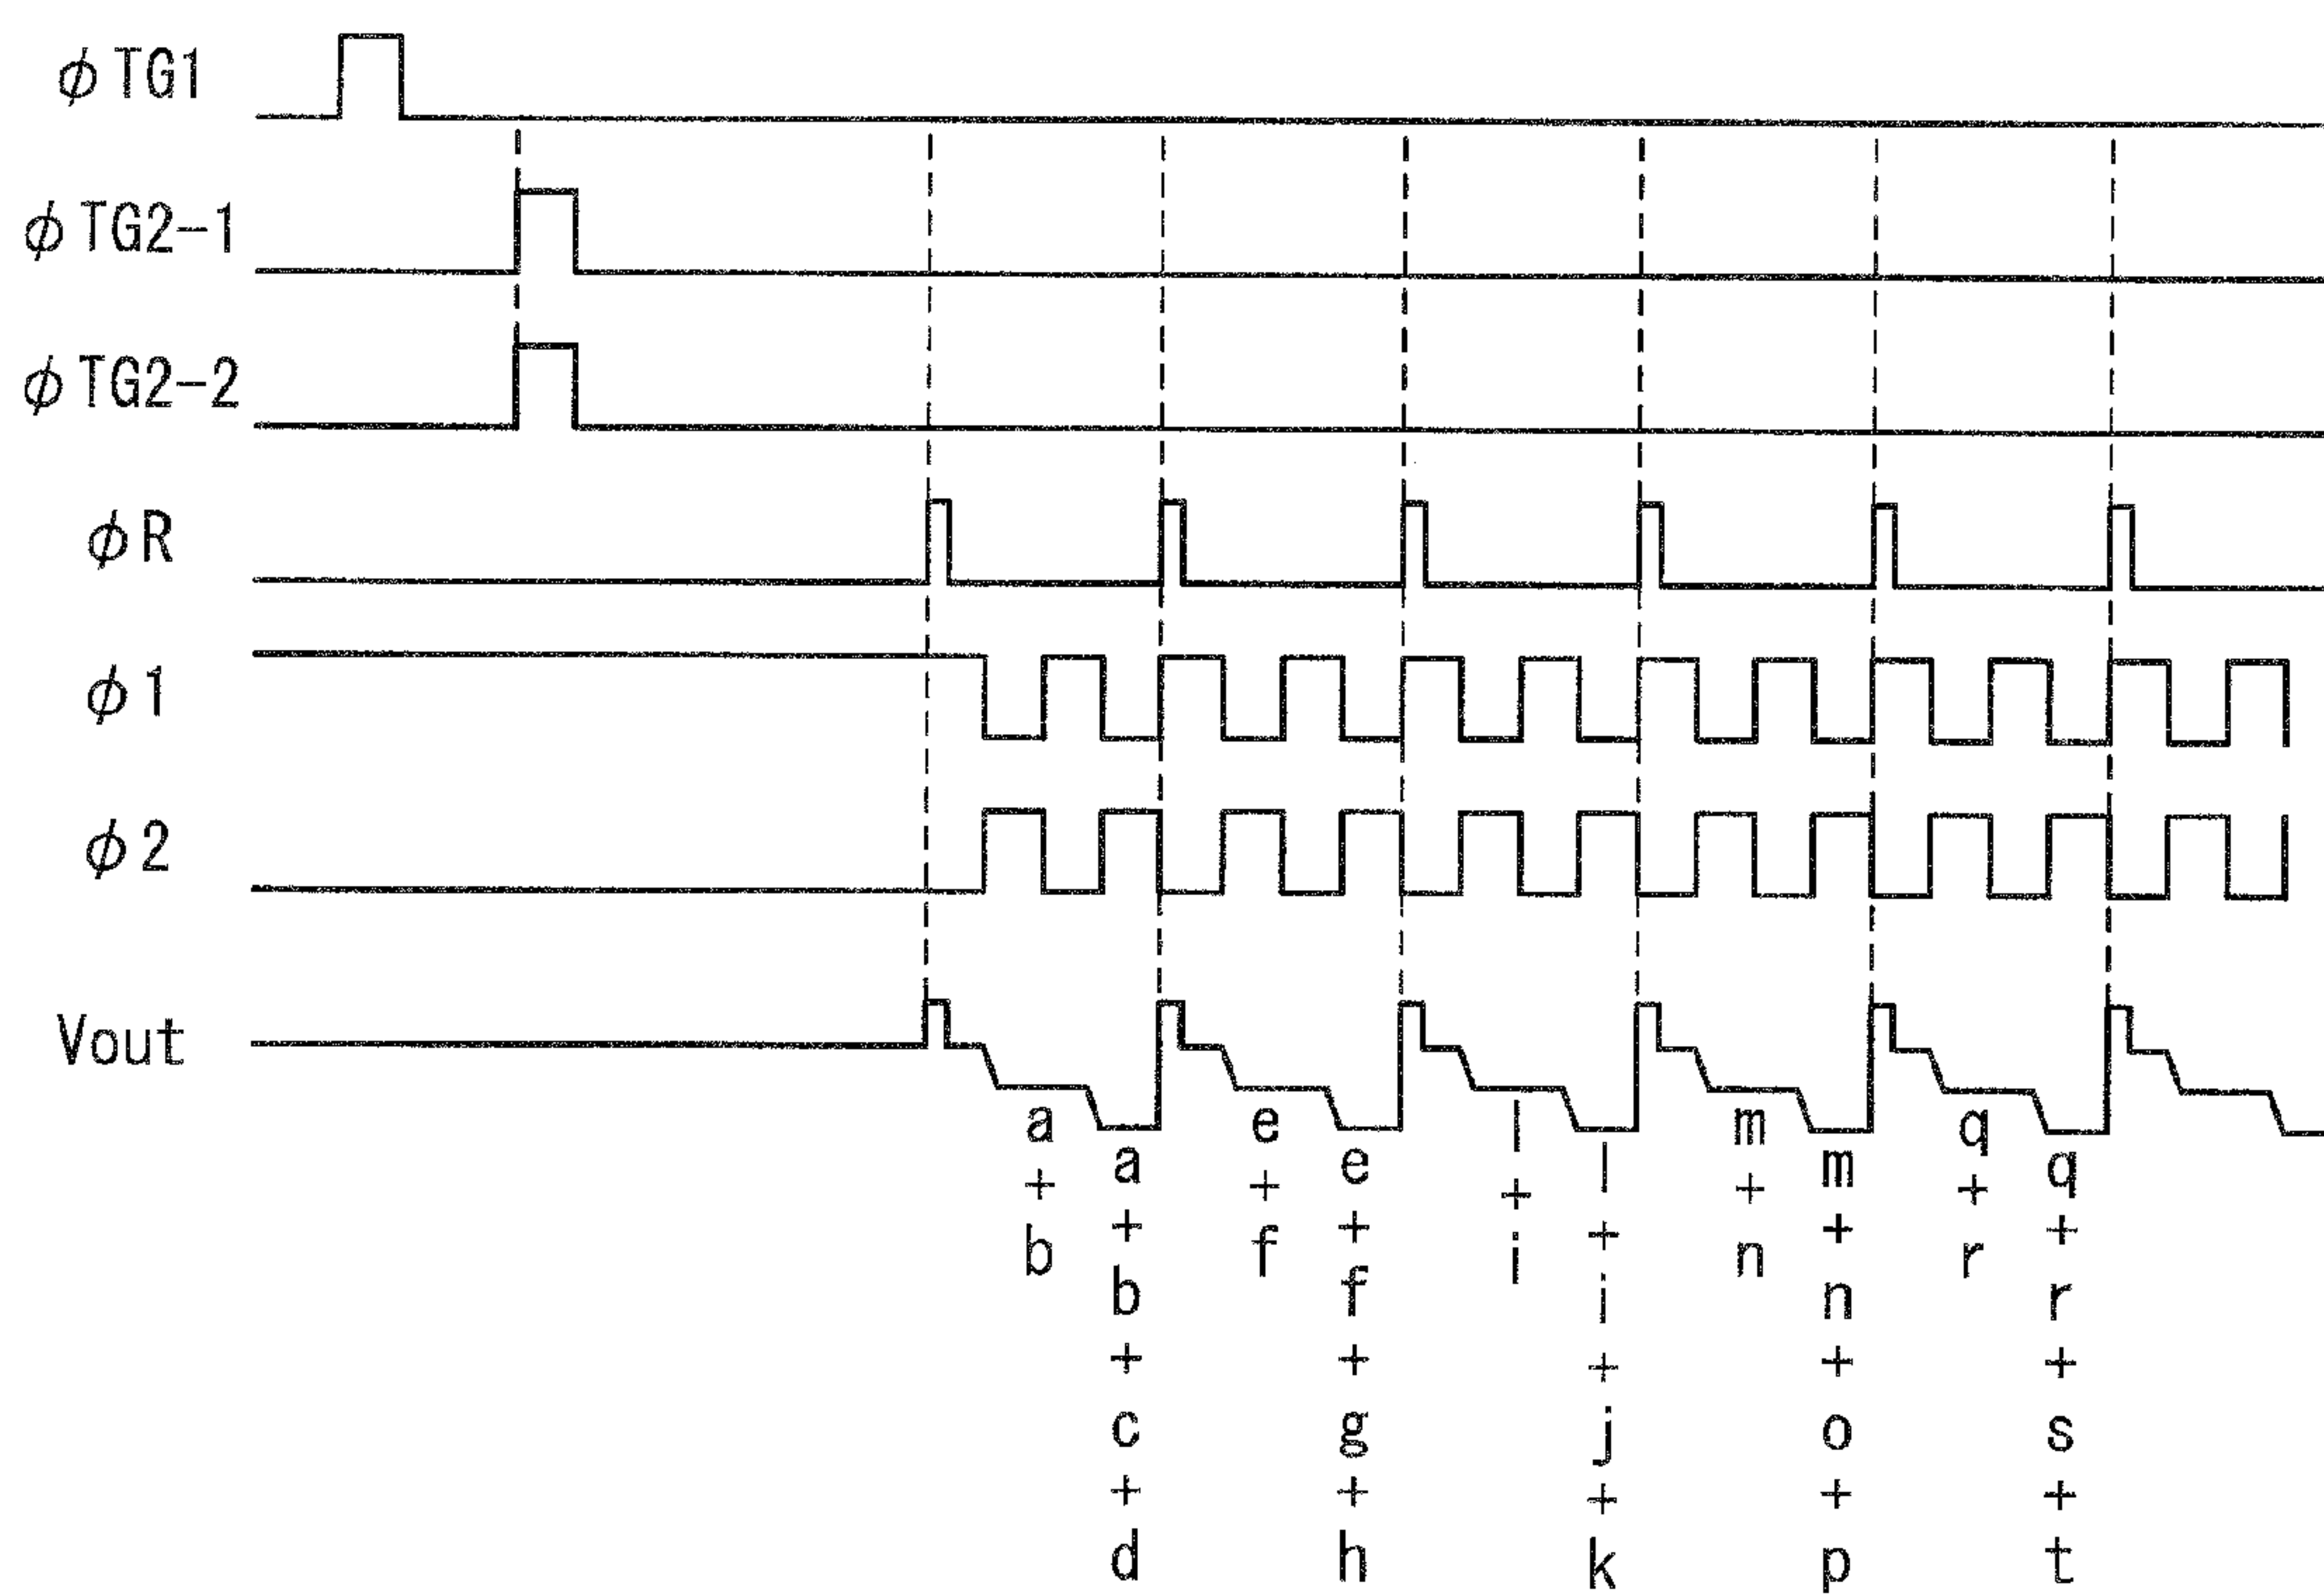 ϕTG1
ϕTG2-1
ϕTG2-2
ϕR
ϕ1
ϕ2
Vout
a+b
a+b+c+d
e+f
e+f+g+h
l+i
l+i+j+k
m+n
m+n+o+p
q+r
q+r+s+t